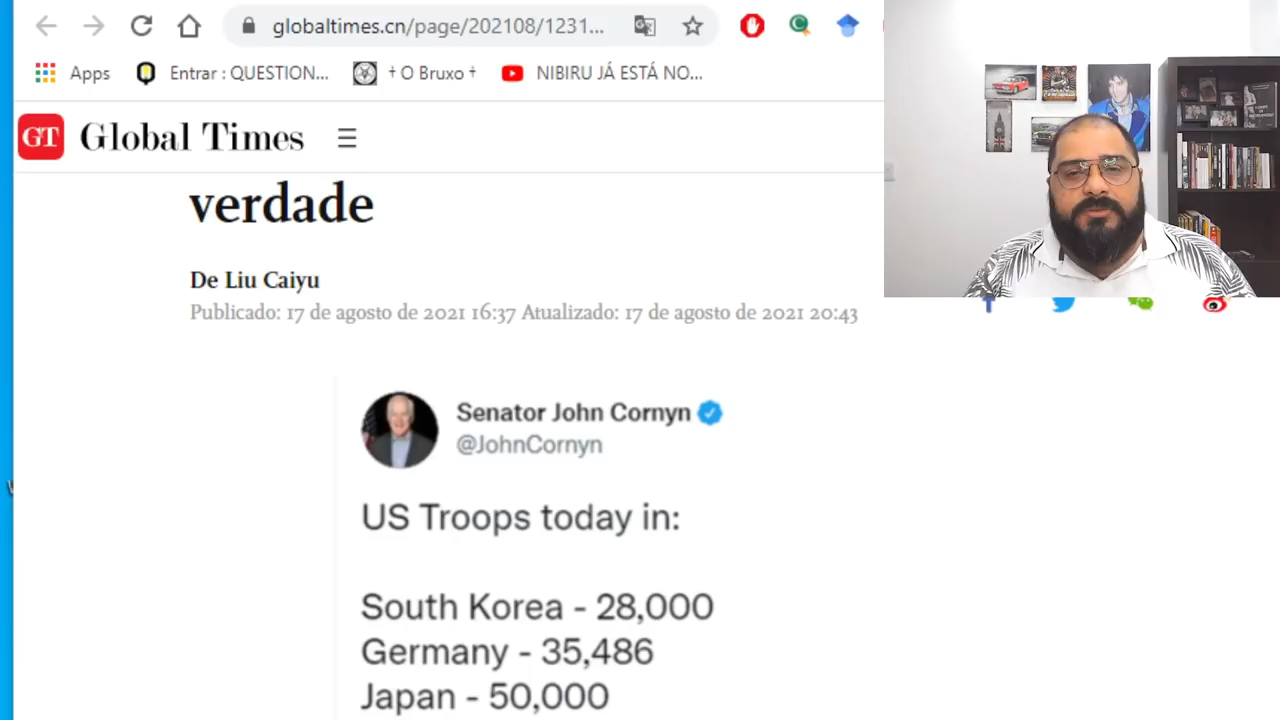 globaltimes.cn/page/202108/1231...
Apps
Entrar : QUESTION...
† O Bruxo †
NIBIRU JÁ ESTÁ NO...
GT
Global Times
verdade
De Liu Caiyu
Publicado: 17 de agosto de 2021 16:37 Atualizado: 17 de agosto de 2021 20:43
Senator John Cornyn
@JohnCornyn
US Troops today in:
South Korea - 28,000
Germany - 35,486
Japan - 50,000